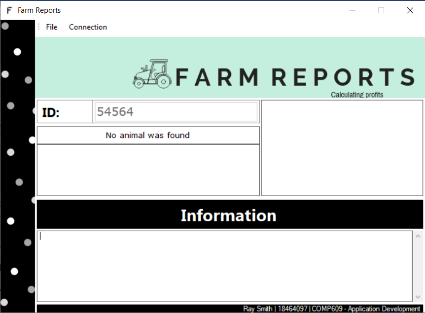 Farm Reports
File Connection
FARM REPORTS
Calculating profits
ID: 54564
No animal was found
Information
Ray Smith | 18464097 | COMP609 - Application Development